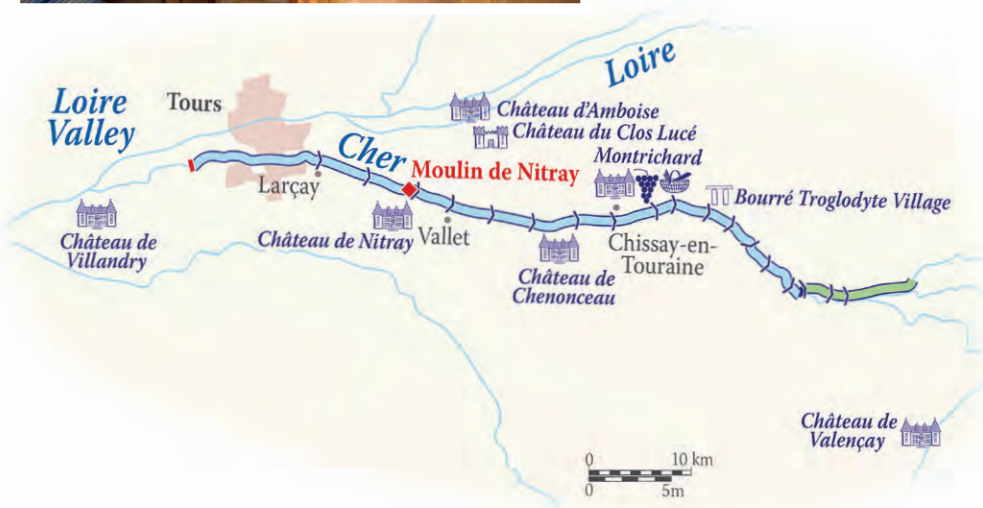 Loire
Loire
Valley
Tours
Château d'Amboise
Château du Clos Lucé
Cher
Montrichard
Moulin de Nitray
Larçay
Bourré Troglodyte Village
Château de
Villandry
Château de Nitray
Vallet
Chissay-en-
Touraine
Château de
Chenonceau
Château de
Valençay
0 10 km
0 5m